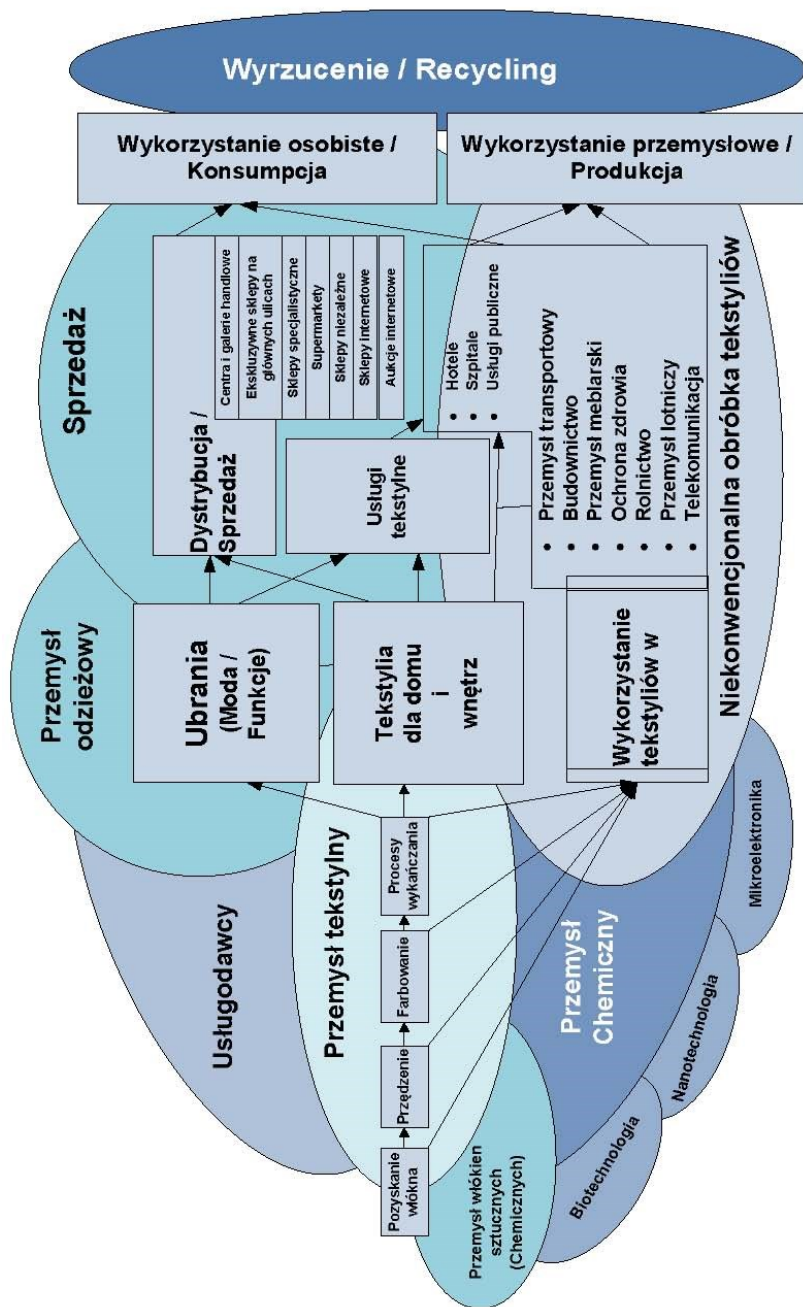 Wyrzucenie / Recycling
Wykorzystanie osobiste /
Konsumpcja
Wykorzystanie przemysłowe /
Produkcja
Sprzedaż
Dystrybucja /
Sprzedaż
Centra i galerie handlowe
Ekskluzywne sklepy na
głównych ulicach
Sklepy specjalistyczne
Supermarkety
Sklepy niezależne
Sklepy internetowe
Aukcje internetowe
Usługi
tekstylne
• Hotele
• Szpitale
• Usługi publiczne
• Przemysł transportowy
• Budownictwo
• Przemysł meblarski
• Ochrona zdrowia
• Rolnictwo
• Przemysł lotniczy
• Telekomunikacja
Niekonwencjonalna obróbka tekstyliów
Przemysł
odzieżowy
Ubrania
(Moda /
Funkcje)
Tekstylia
dla domu
i
wnętrz
Wykorzystanie
tekstyliów w
Usługodawcy
Przemysł tekstylny
Pozyskanie
włókna
Przędzenie
Farbowanie
Procesy
wykańczania
Przemysł włókien
sztucznych
(Chemicznych)
Przemysł
Chemiczny
Biotechnologia
Nanotechnologia
Mikroelektronika